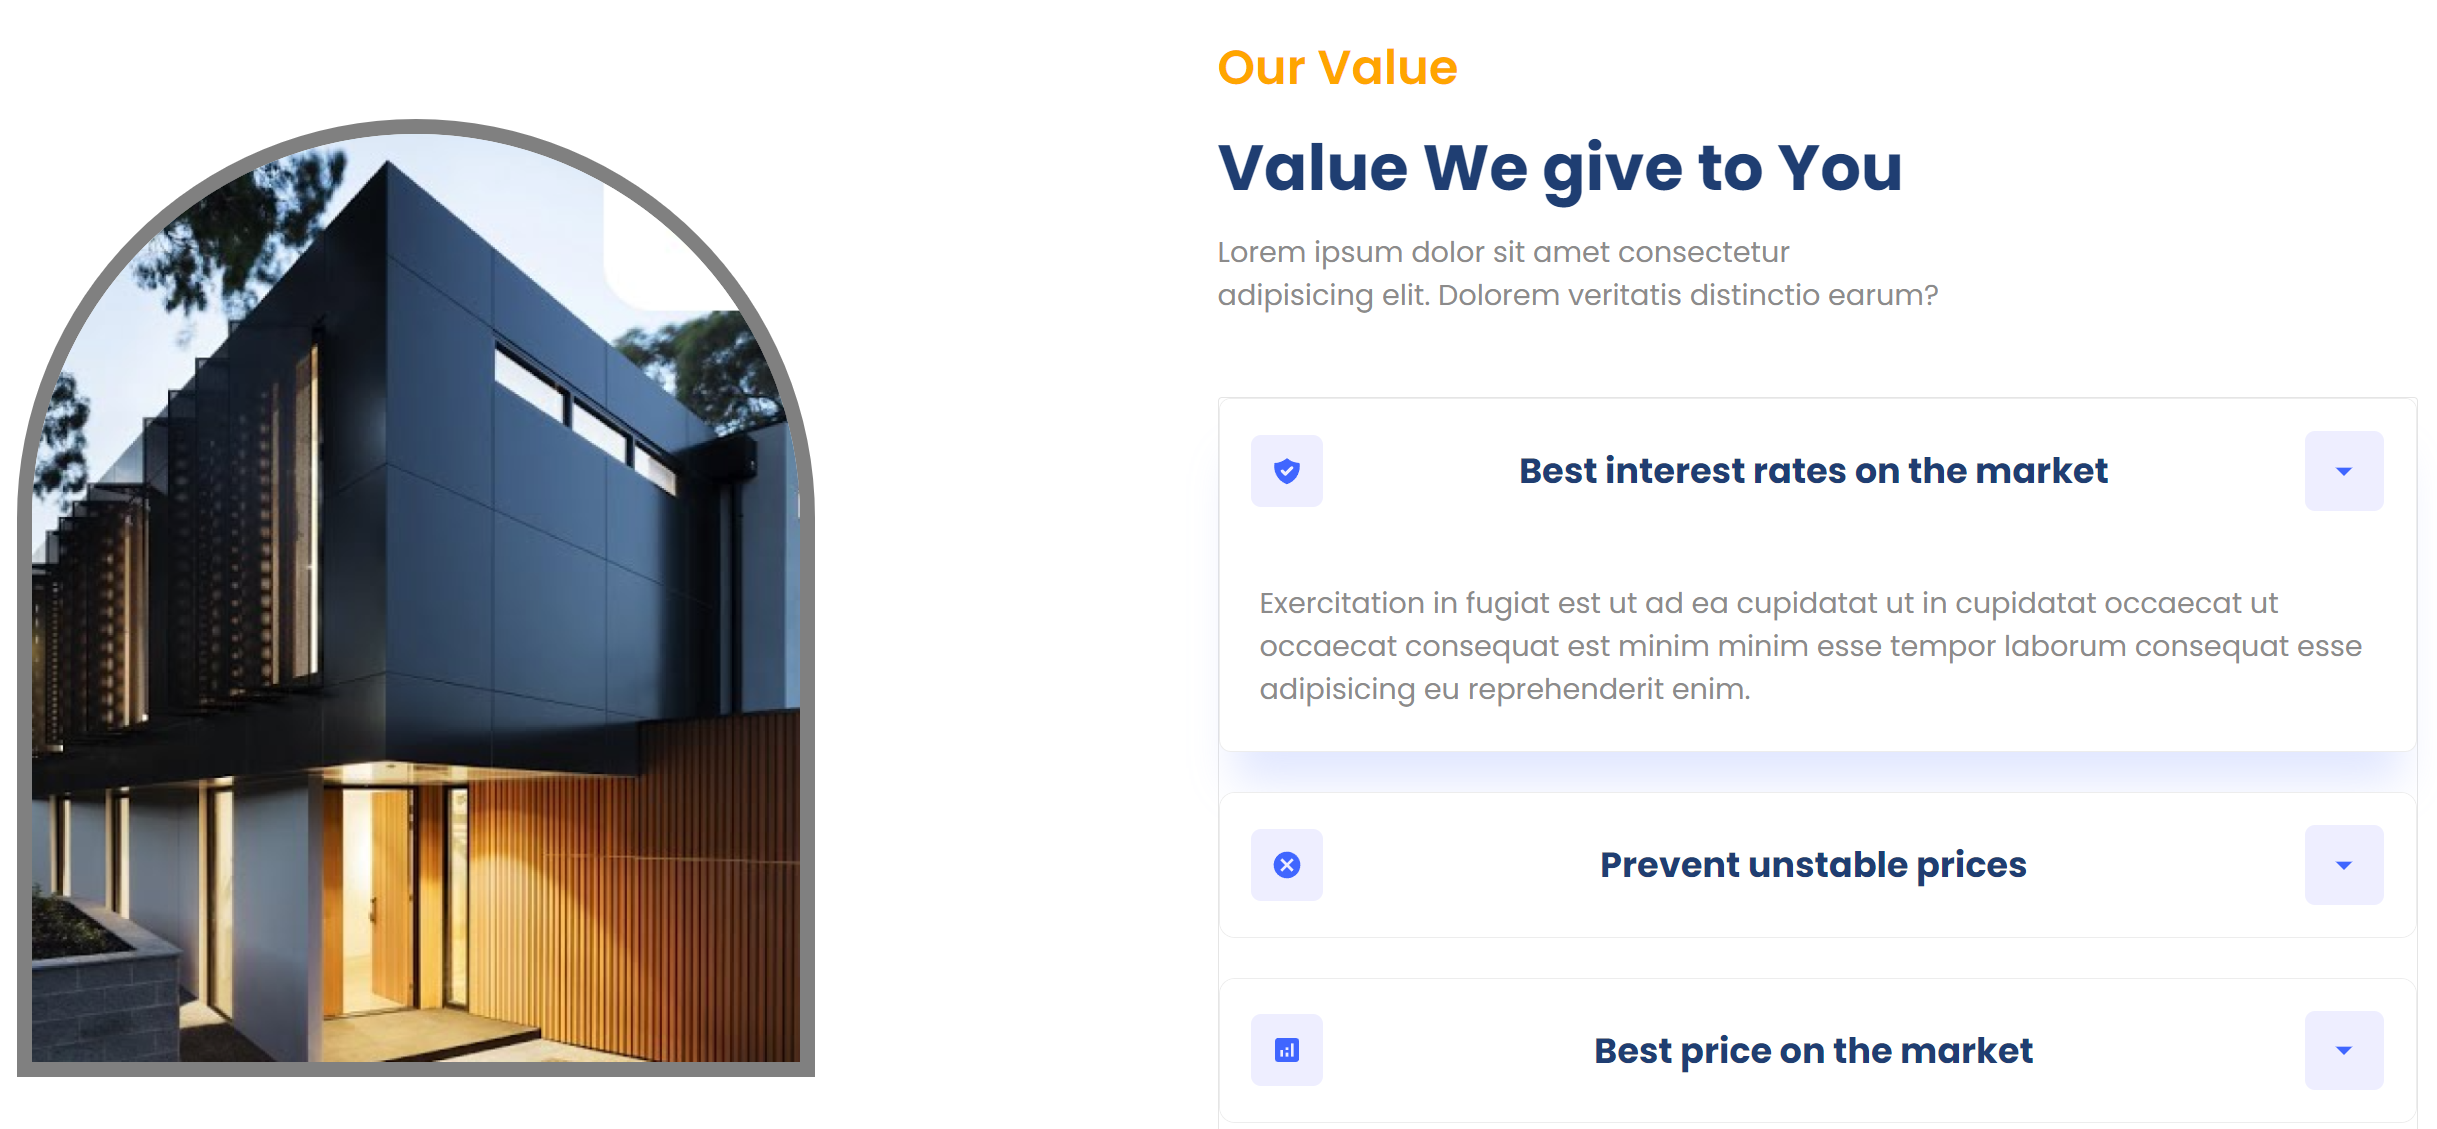 Our Value
Value We give to You
Lorem ipsum dolor sit amet consectetur
adipisicing elit. Dolorem veritatis distinctio earum?
Best interest rates on the market
Exercitation in fugiat est ut ad ea cupidatat ut in cupidatat occaecat ut
occaecat consequat est minim minim esse tempor laborum consequat esse
adipisicing eu reprehenderit enim.
Prevent unstable prices
Best price on the market